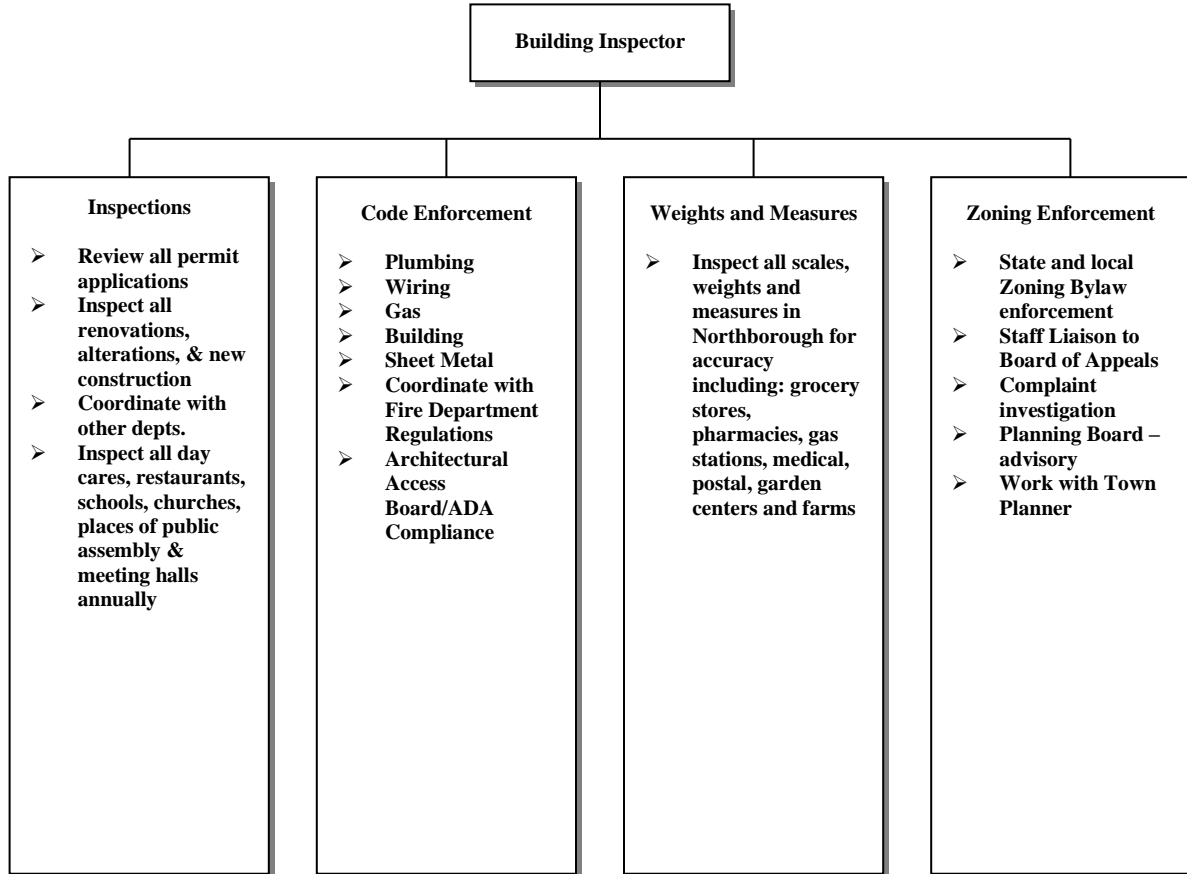 Building Inspector
Inspections
➢ Review all permit
applications
➢ Inspect all
renovations,
alterations, & new
construction
➢ Coordinate with
other depts.
➢ Inspect all day
cares, restaurants,
schools, churches,
places of public
assembly &
meeting halls
annually
Code Enforcement
➢ Plumbing
➢ Wiring
➢ Gas
➢ Building
➢ Sheet Metal
➢ Coordinate with
Fire Department
Regulations
➢ Architectural
Access
Board/ADA
Compliance
Weights and Measures
➢ Inspect all scales,
weights and
measures in
Northborough for
accuracy
including: grocery
stores,
pharmacies, gas
stations, medical,
postal, garden
centers and farms
Zoning Enforcement
➢ State and local
Zoning Bylaw
enforcement
➢ Staff Liaison to
Board of Appeals
➢ Complaint
investigation
➢ Planning Board –
advisory
➢ Work with Town
Planner